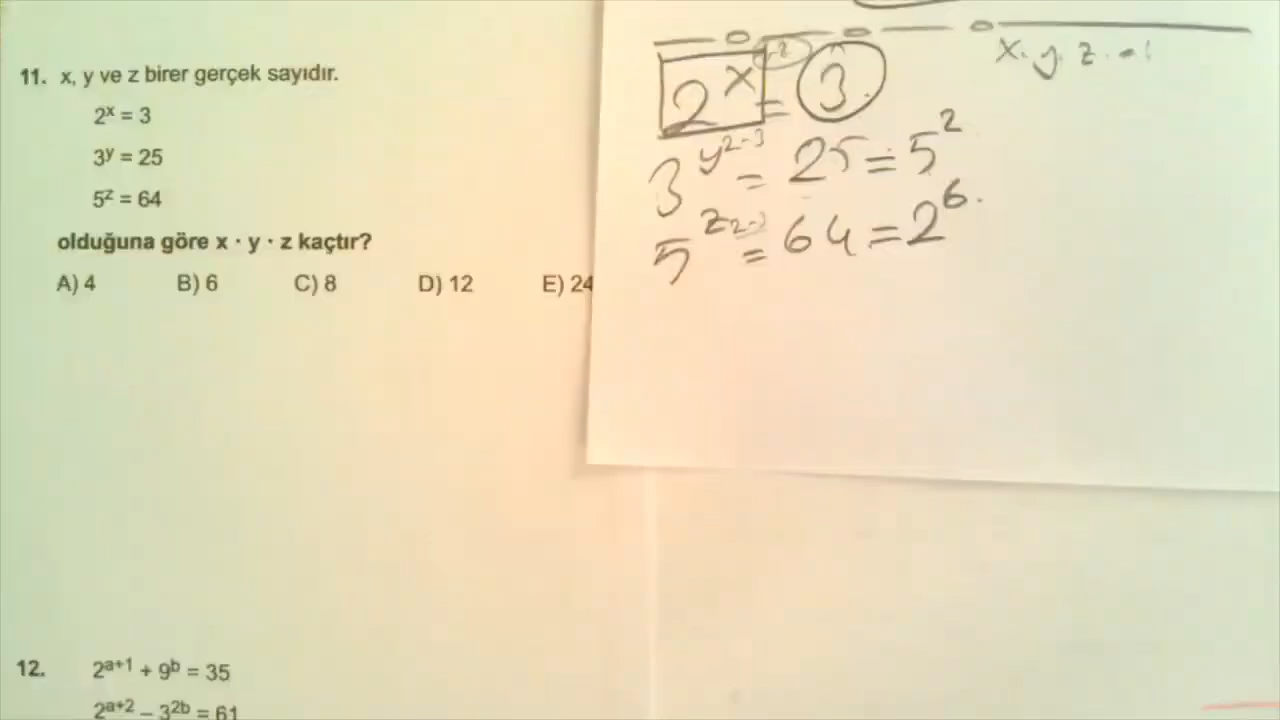 11. x, y ve z birer gerçek sayıdır.
2ˣ = 3
3ʸ = 25
5ᶻ = 64
olduğuna göre x · y · z kaçtır?
A) 4 B) 6 C) 8 D) 12 E) 24
x. y. z.
2ˣ = 3
3ʸ = 25 = 5²
5ᶻ = 64 = 2⁶
12. 2ᵃ⁺¹ + 9ᵇ = 35
2ᵃ⁺² – 3²ᵇ = 61